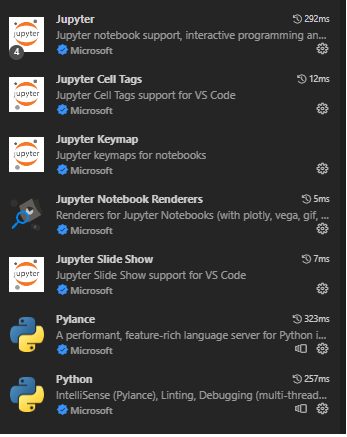 Jupyter 292ms
jupyter
4
Jupyter notebook support, interactive programming an...
Microsoft
Jupyter Cell Tags 12ms
jupyter
Jupyter Cell Tags support for VS Code
Microsoft
Jupyter Keymap
jupyter
Jupyter keymaps for notebooks
Microsoft
Jupyter Notebook Renderers 5ms
Renderers for Jupyter Notebooks (with plotly, vega, gif, ...
Microsoft
Jupyter Slide Show 7ms
jupyter
Jupyter Slide Show support for VS Code
Microsoft
Pylance 323ms
A performant, feature-rich language server for Python i...
Microsoft
Python 257ms
IntelliSense (Pylance), Linting, Debugging (multi-thread...
Microsoft